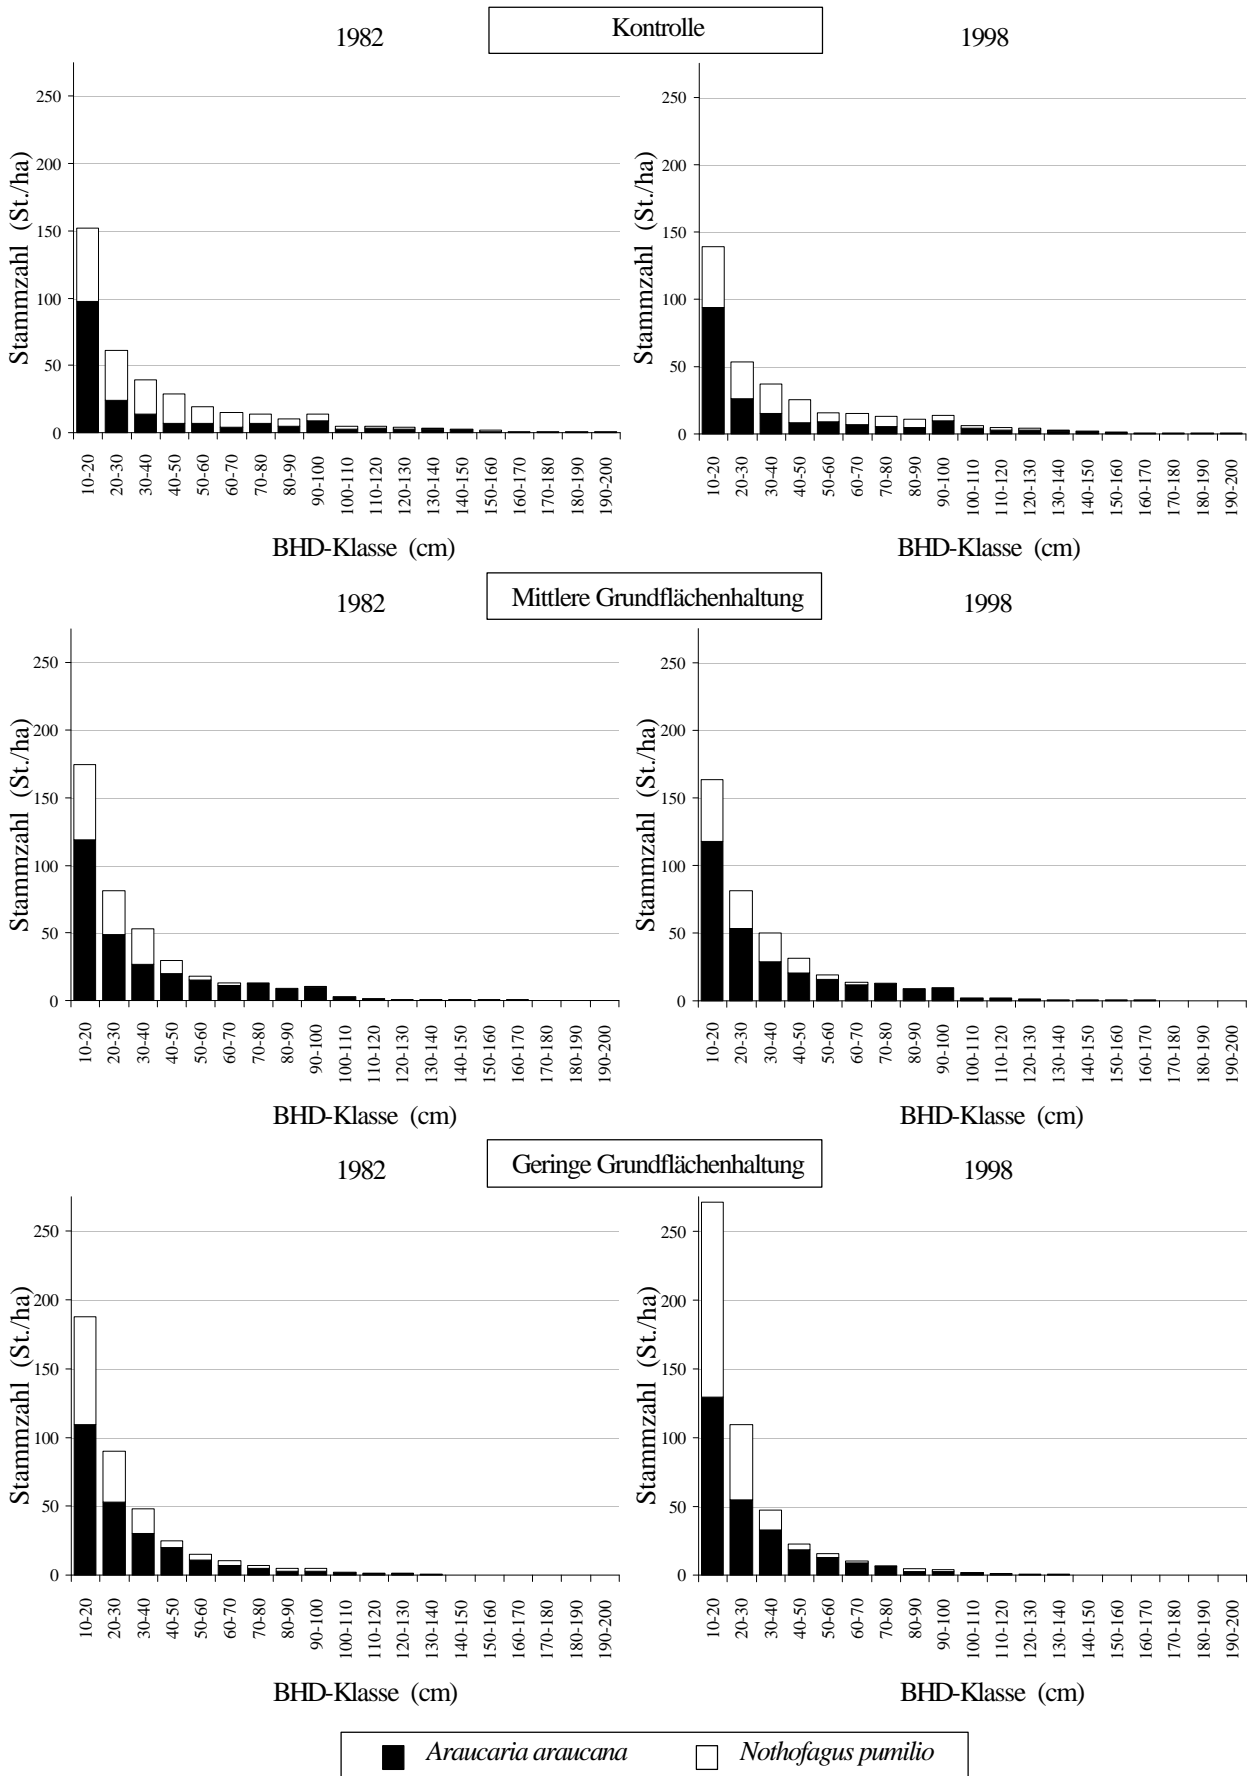 1982 Kontrolle 1998
Stammzahl (St./ha)
250
200
150
100
50
0
10-20 20-30 30-40 40-50 50-60 60-70 70-80 80-90 90-100 100-110 110-120 120-130 130-140 140-150 150-160 160-170 170-180 180-190 190-200
BHD-Klasse (cm)
Stammzahl (St./ha)
250
200
150
100
50
0
10-20 20-30 30-40 40-50 50-60 60-70 70-80 80-90 90-100 100-110 110-120 120-130 130-140 140-150 150-160 160-170 170-180 180-190 190-200
BHD-Klasse (cm)
1982 Mittlere Grundflächenhaltung 1998
Stammzahl (St./ha)
250
200
150
100
50
0
10-20 20-30 30-40 40-50 50-60 60-70 70-80 80-90 90-100 100-110 110-120 120-130 130-140 140-150 150-160 160-170 170-180 180-190 190-200
BHD-Klasse (cm)
Stammzahl (St./ha)
250
200
150
100
50
0
10-20 20-30 30-40 40-50 50-60 60-70 70-80 80-90 90-100 100-110 110-120 120-130 130-140 140-150 150-160 160-170 170-180 180-190 190-200
BHD-Klasse (cm)
1982 Geringe Grundflächenhaltung 1998
Stammzahl (St./ha)
250
200
150
100
50
0
10-20 20-30 30-40 40-50 50-60 60-70 70-80 80-90 90-100 100-110 110-120 120-130 130-140 140-150 150-160 160-170 170-180 180-190 190-200
BHD-Klasse (cm)
Stammzahl (St./ha)
250
200
150
100
50
0
10-20 20-30 30-40 40-50 50-60 60-70 70-80 80-90 90-100 100-110 110-120 120-130 130-140 140-150 150-160 160-170 170-180 180-190 190-200
BHD-Klasse (cm)
Araucaria araucana Nothofagus pumilio